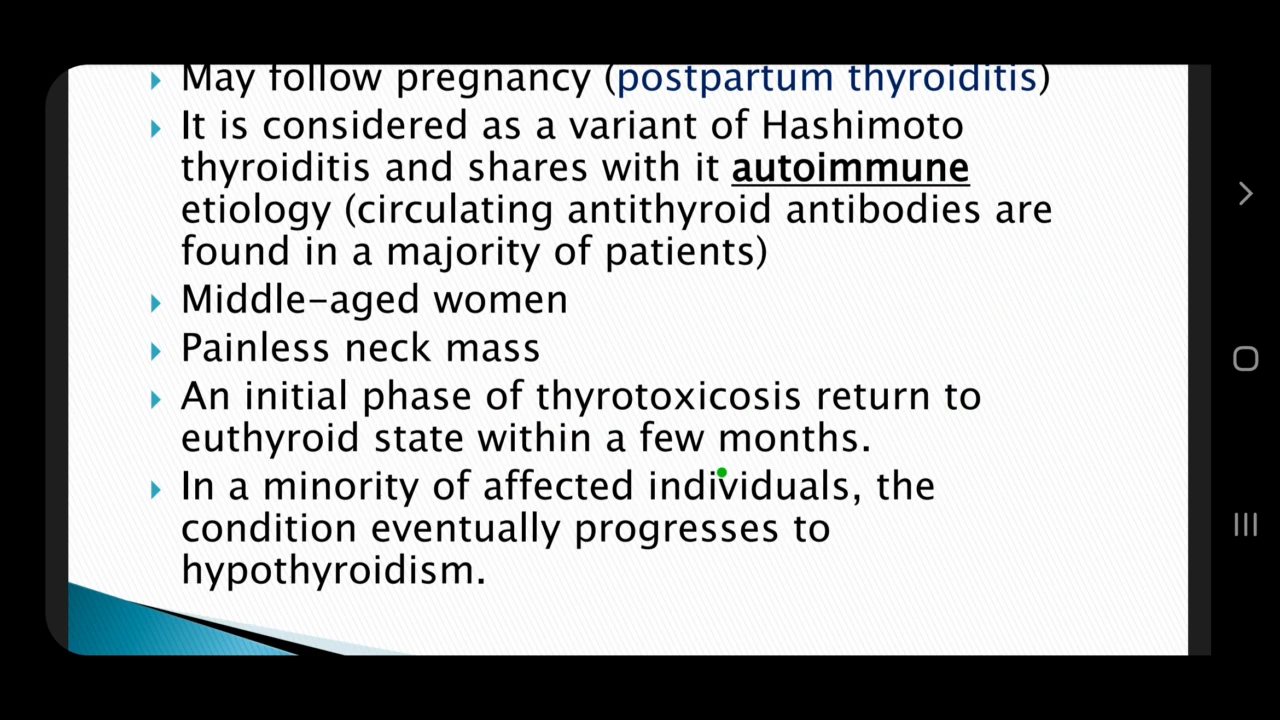 May follow pregnancy (postpartum thyroiditis)
It is considered as a variant of Hashimoto
thyroiditis and shares with it autoimmune
etiology (circulating antithyroid antibodies are
found in a majority of patients)
Middle-aged women
Painless neck mass
An initial phase of thyrotoxicosis return to
euthyroid state within a few months.
In a minority of affected individuals, the
condition eventually progresses to
hypothyroidism.